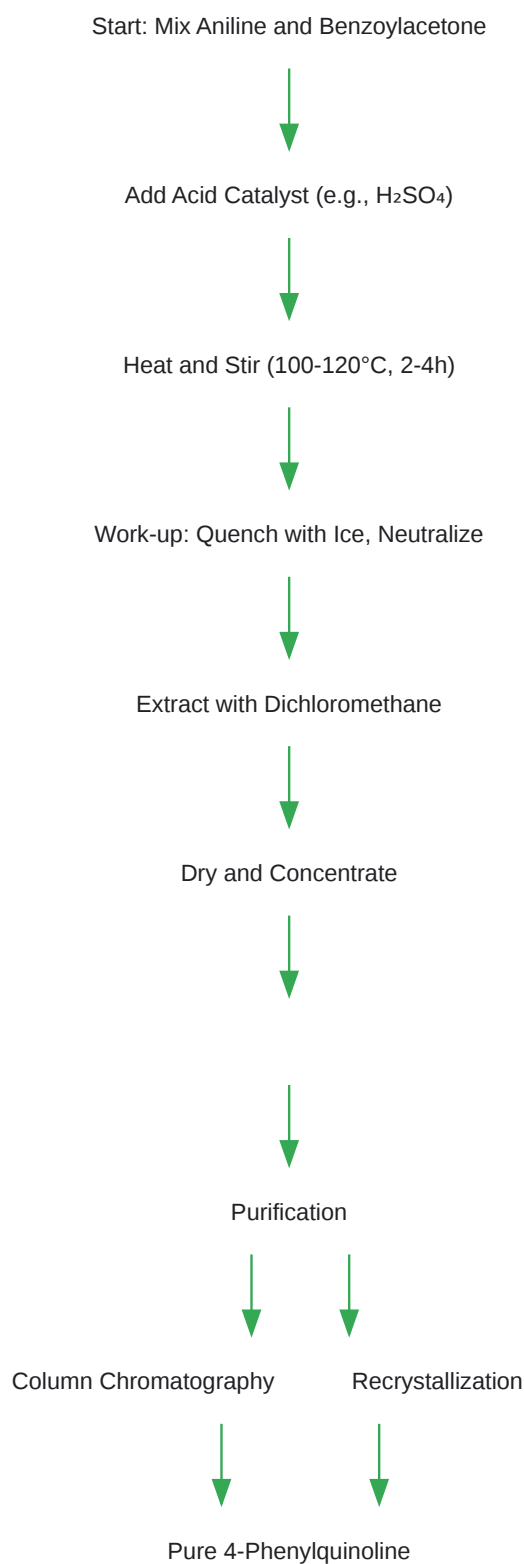 Start: Mix Aniline and Benzoylacetone
Add Acid Catalyst (e.g., H₂SO₄)
Heat and Stir (100-120°C, 2-4h)
Work-up: Quench with Ice, Neutralize
Extract with Dichloromethane
Dry and Concentrate
Purification
Column Chromatography
Recrystallization
Pure 4-Phenylquinoline